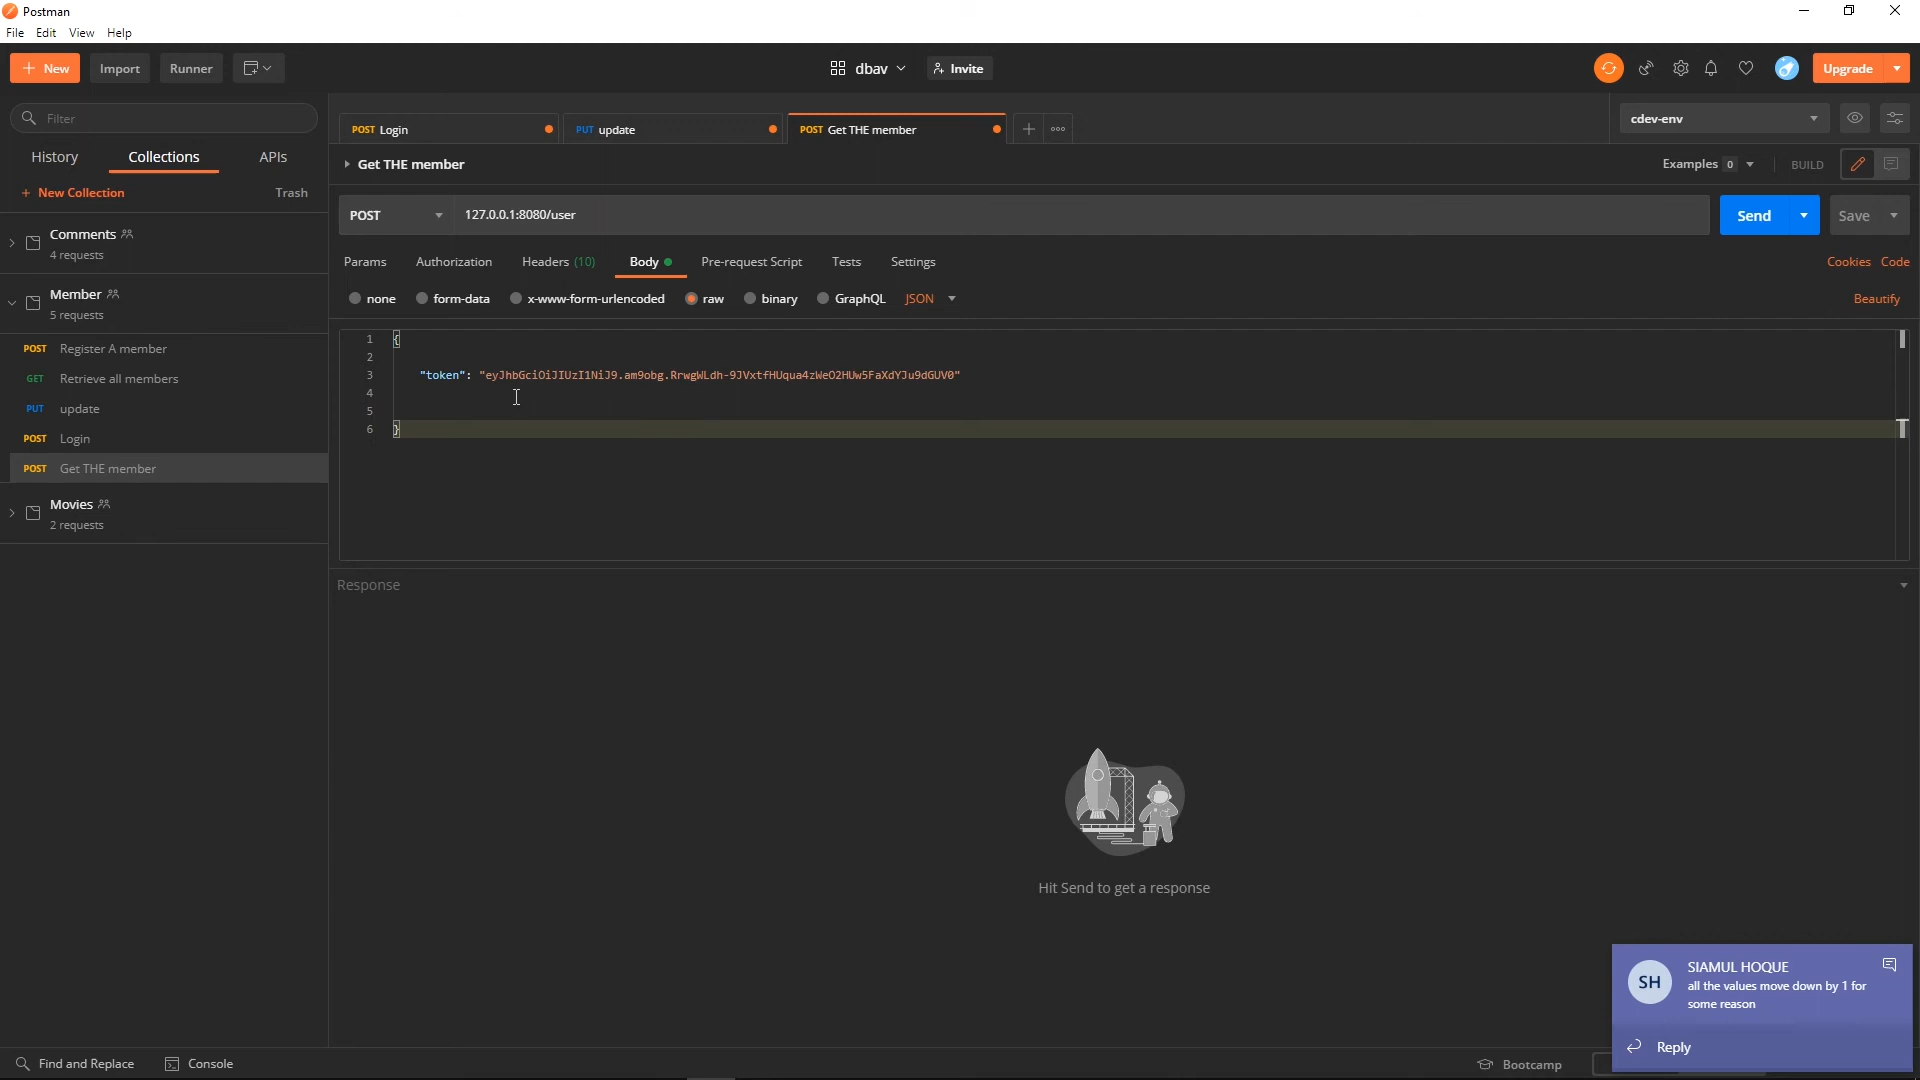 Postman
File Edit View Help
+ New Import Runner dbav Invite Upgrade
Filter
POST Login PUT update POST Get THE member + cdev-env
History Collections APIs
Get THE member Examples 0 BUILD
+ New Collection Trash
POST 127.0.0.1:8080/user Send Save
Comments
4 requests
Params Authorization Headers (10) Body Pre-request Script Tests Settings Cookies Code
Member
5 requests
none form-data x-www-form-urlencoded raw binary GraphQL JSON Beautify
1 {
2
3 "token": "eyJhbGciOiJIUzI1NiJ9.am9obg.RrwgWLdh-9JVxtfHUqua4zWeO2HUw5FaXdYJu9dGUV0"
4
5
6 }
POST Register A member
GET Retrieve all members
PUT update
POST Login
POST Get THE member
Movies
2 requests
Response
Hit Send to get a response
SH
SIAMUL HOQUE
all the values move down by 1 for
some reason
Reply
Find and Replace Console Bootcamp